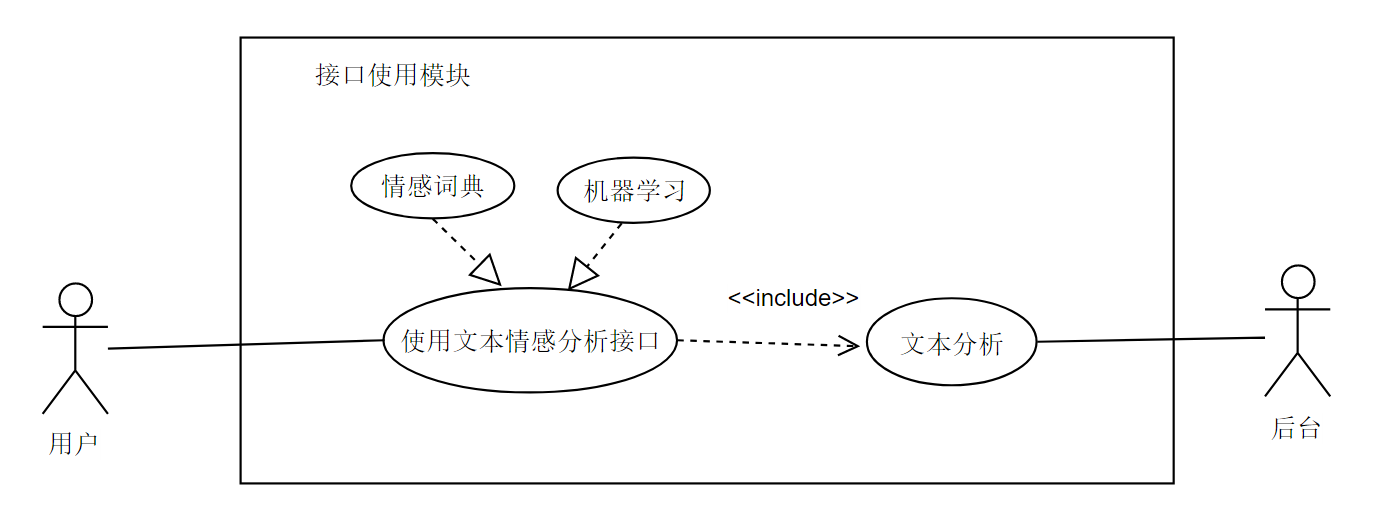 接口使用模块
情感词典
机器学习
<<include>>
使用文本情感分析接口
文本分析
用户
后台